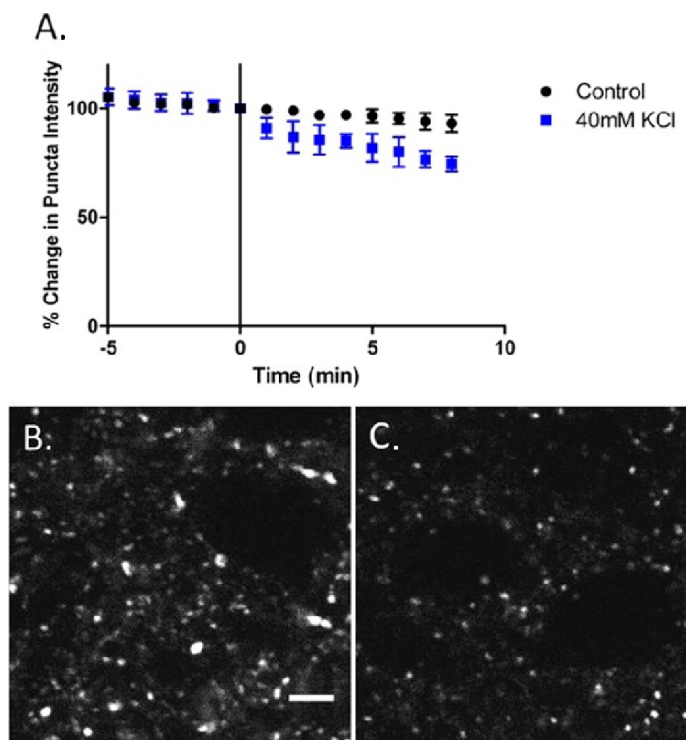 A.
% Change in Puncta Intensity
100
50
0
-5
0
5
10
Time (min)
Control
40mM KCl
B.
C.